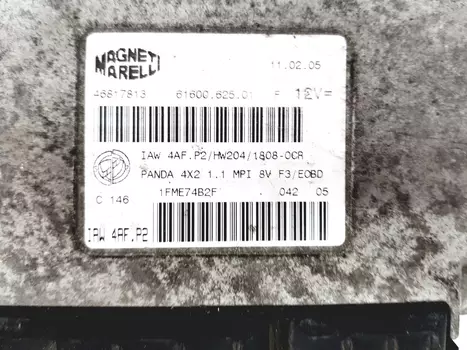 MAGNETI MARELLI 11.02.05
46817813 61600.625.01 F 12V=
IAW 4AF.P2/HW204/1808-0CR
PANDA 4X2 1.1 MPI 8V F3/EOBD
1FME74B2F 042 05
C 146
IAW 4AF.P2